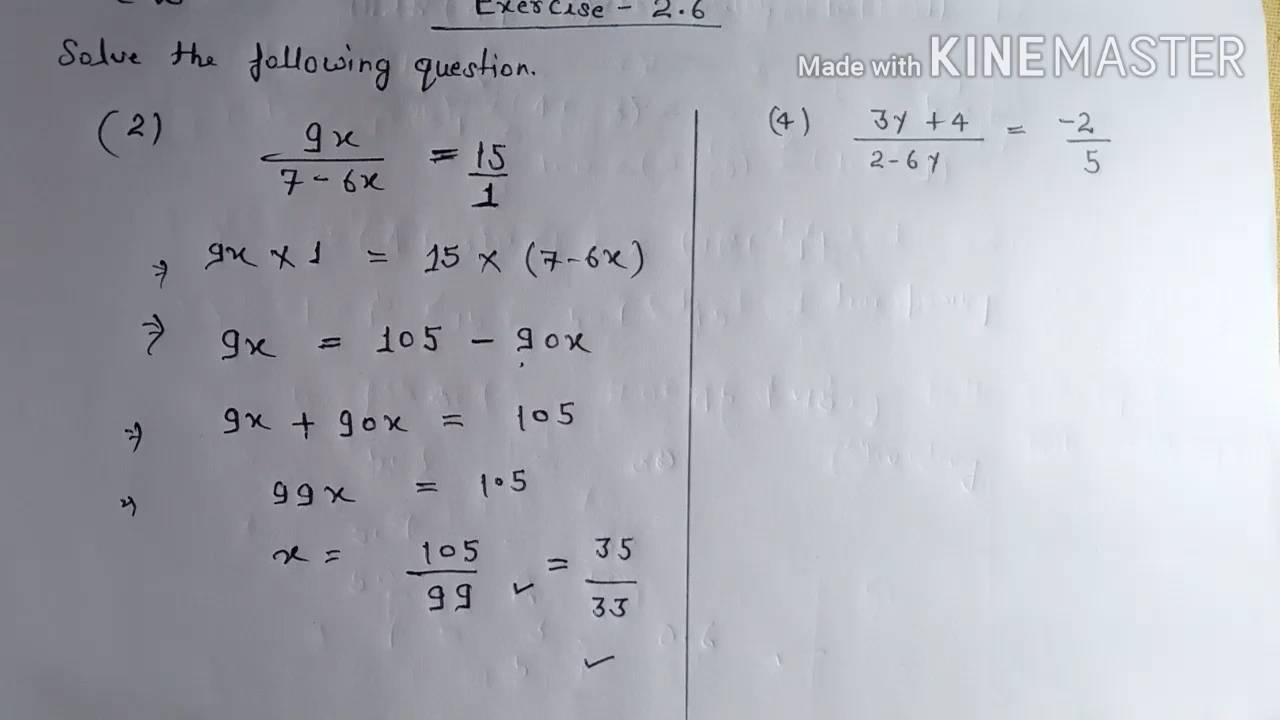 Exercise - 2.6
Solve the following question.
Made with KINEMASTER
(2) 9x / 7 - 6x = 15 / 1
⇒ 9x × 1 = 15 × (7-6x)
⇒ 9x = 105 - 90x
⇒ 9x + 90x = 105
⇒ 99x = 105
x = 105 / 99 ✓ = 35 / 33
✓
(4) 3y + 4 / 2 - 6y = -2 / 5